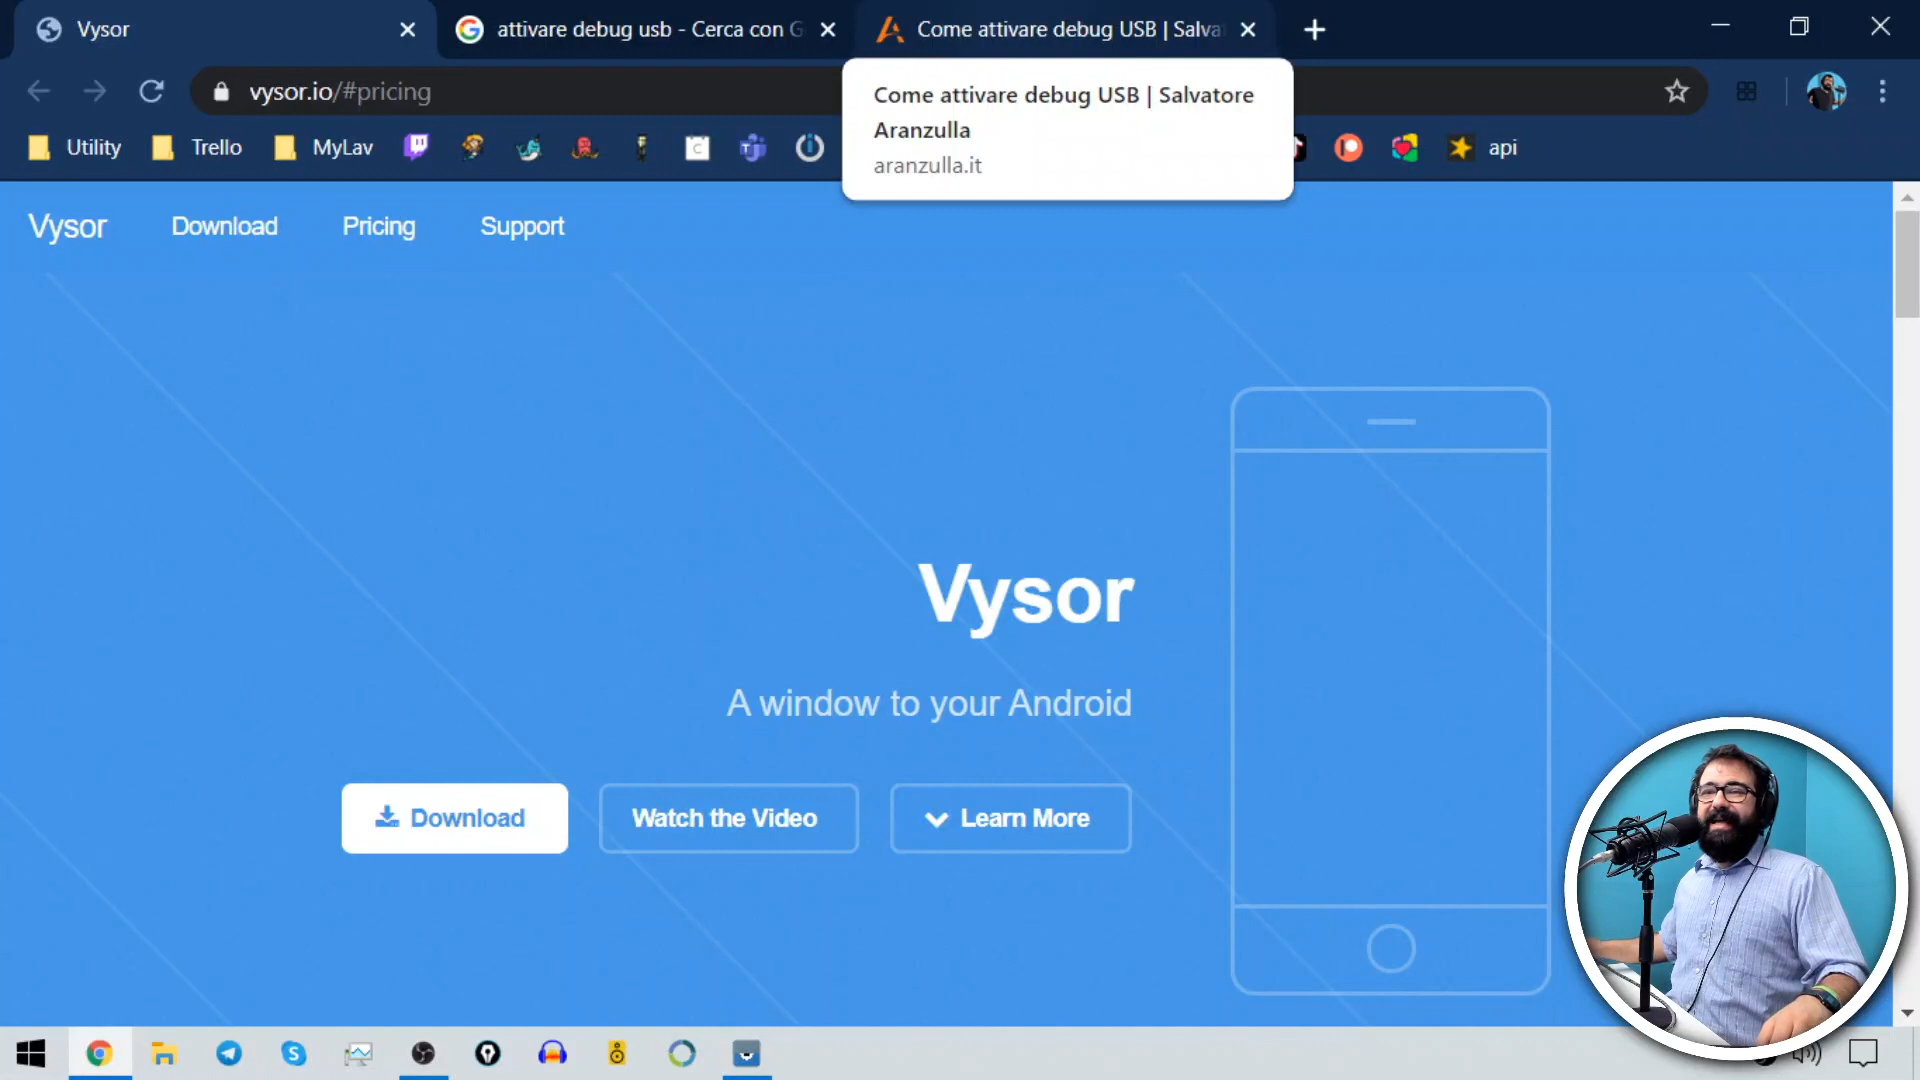 Vysor
attivare debug usb - Cerca con G
Come attivare debug USB | Salva
vysor.io/#pricing
Come attivare debug USB | Salvatore
Aranzulla
aranzulla.it
Utility
Trello
MyLav
api
Vysor
Download
Pricing
Support
Vysor
A window to your Android
Download
Watch the Video
Learn More